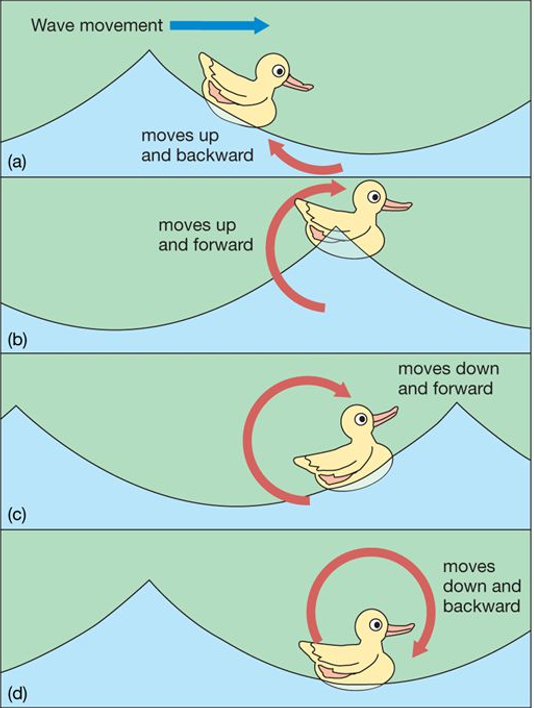 Wave movement
moves up
and backward
(a)
moves up
and forward
(b)
moves down
and forward
(c)
moves
down and
backward
(d)